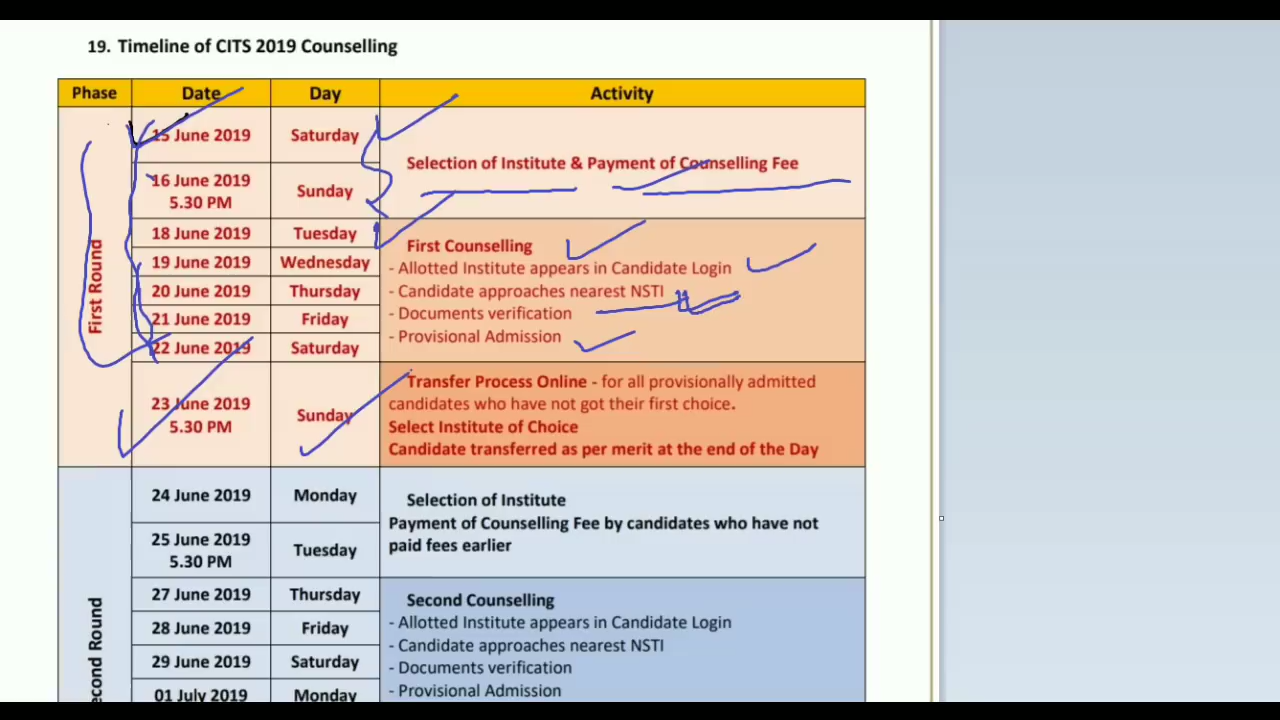 19. Timeline of CITS 2019 Counselling
Phase Date Day Activity
First Round
15 June 2019 Saturday
Selection of Institute & Payment of Counselling Fee
16 June 2019
5.30 PM
Sunday
18 June 2019 Tuesday
19 June 2019 Wednesday
20 June 2019 Thursday
21 June 2019 Friday
22 June 2019 Saturday
First Counselling
- Allotted Institute appears in Candidate Login
- Candidate approaches nearest NSTI
- Documents verification
- Provisional Admission
23 June 2019
5.30 PM
Sunday
Transfer Process Online - for all provisionally admitted
candidates who have not got their first choice.
Select Institute of Choice
Candidate transferred as per merit at the end of the Day
econd Round
24 June 2019 Monday
25 June 2019
5.30 PM
Tuesday
Selection of Institute
Payment of Counselling Fee by candidates who have not
paid fees earlier
27 June 2019 Thursday
28 June 2019 Friday
29 June 2019 Saturday
01 July 2019 Monday
Second Counselling
- Allotted Institute appears in Candidate Login
- Candidate approaches nearest NSTI
- Documents verification
- Provisional Admission